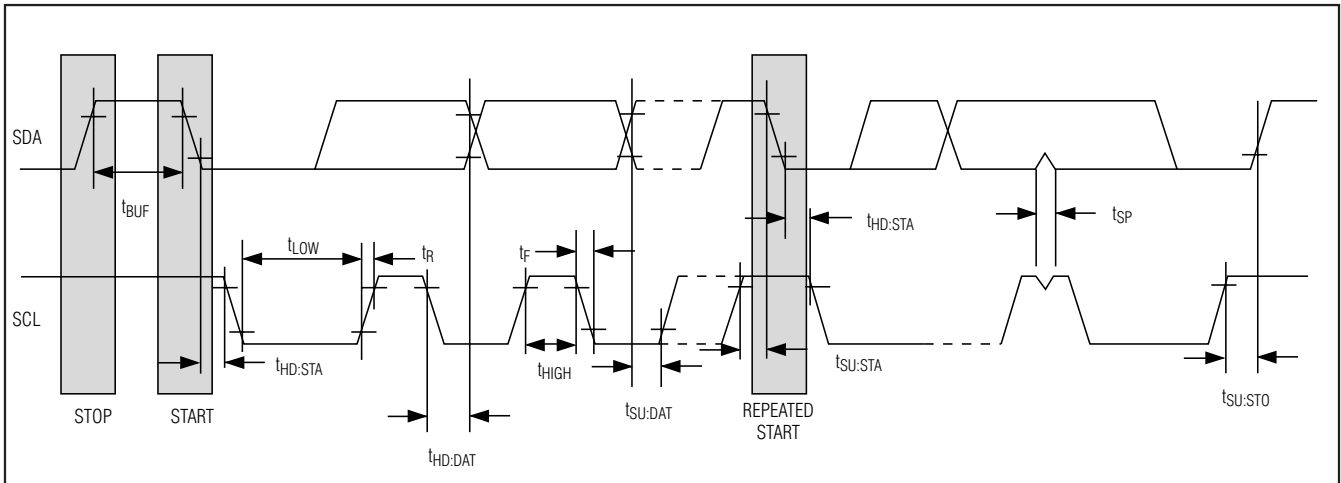 SDA
tBUF
tHD:STA
tSP
tLOW
tR
tF
SCL
tHD:STA
tHIGH
tSU:STA
tSU:DAT
tSU:STO
STOP
START
REPEATED
START
tHD:DAT